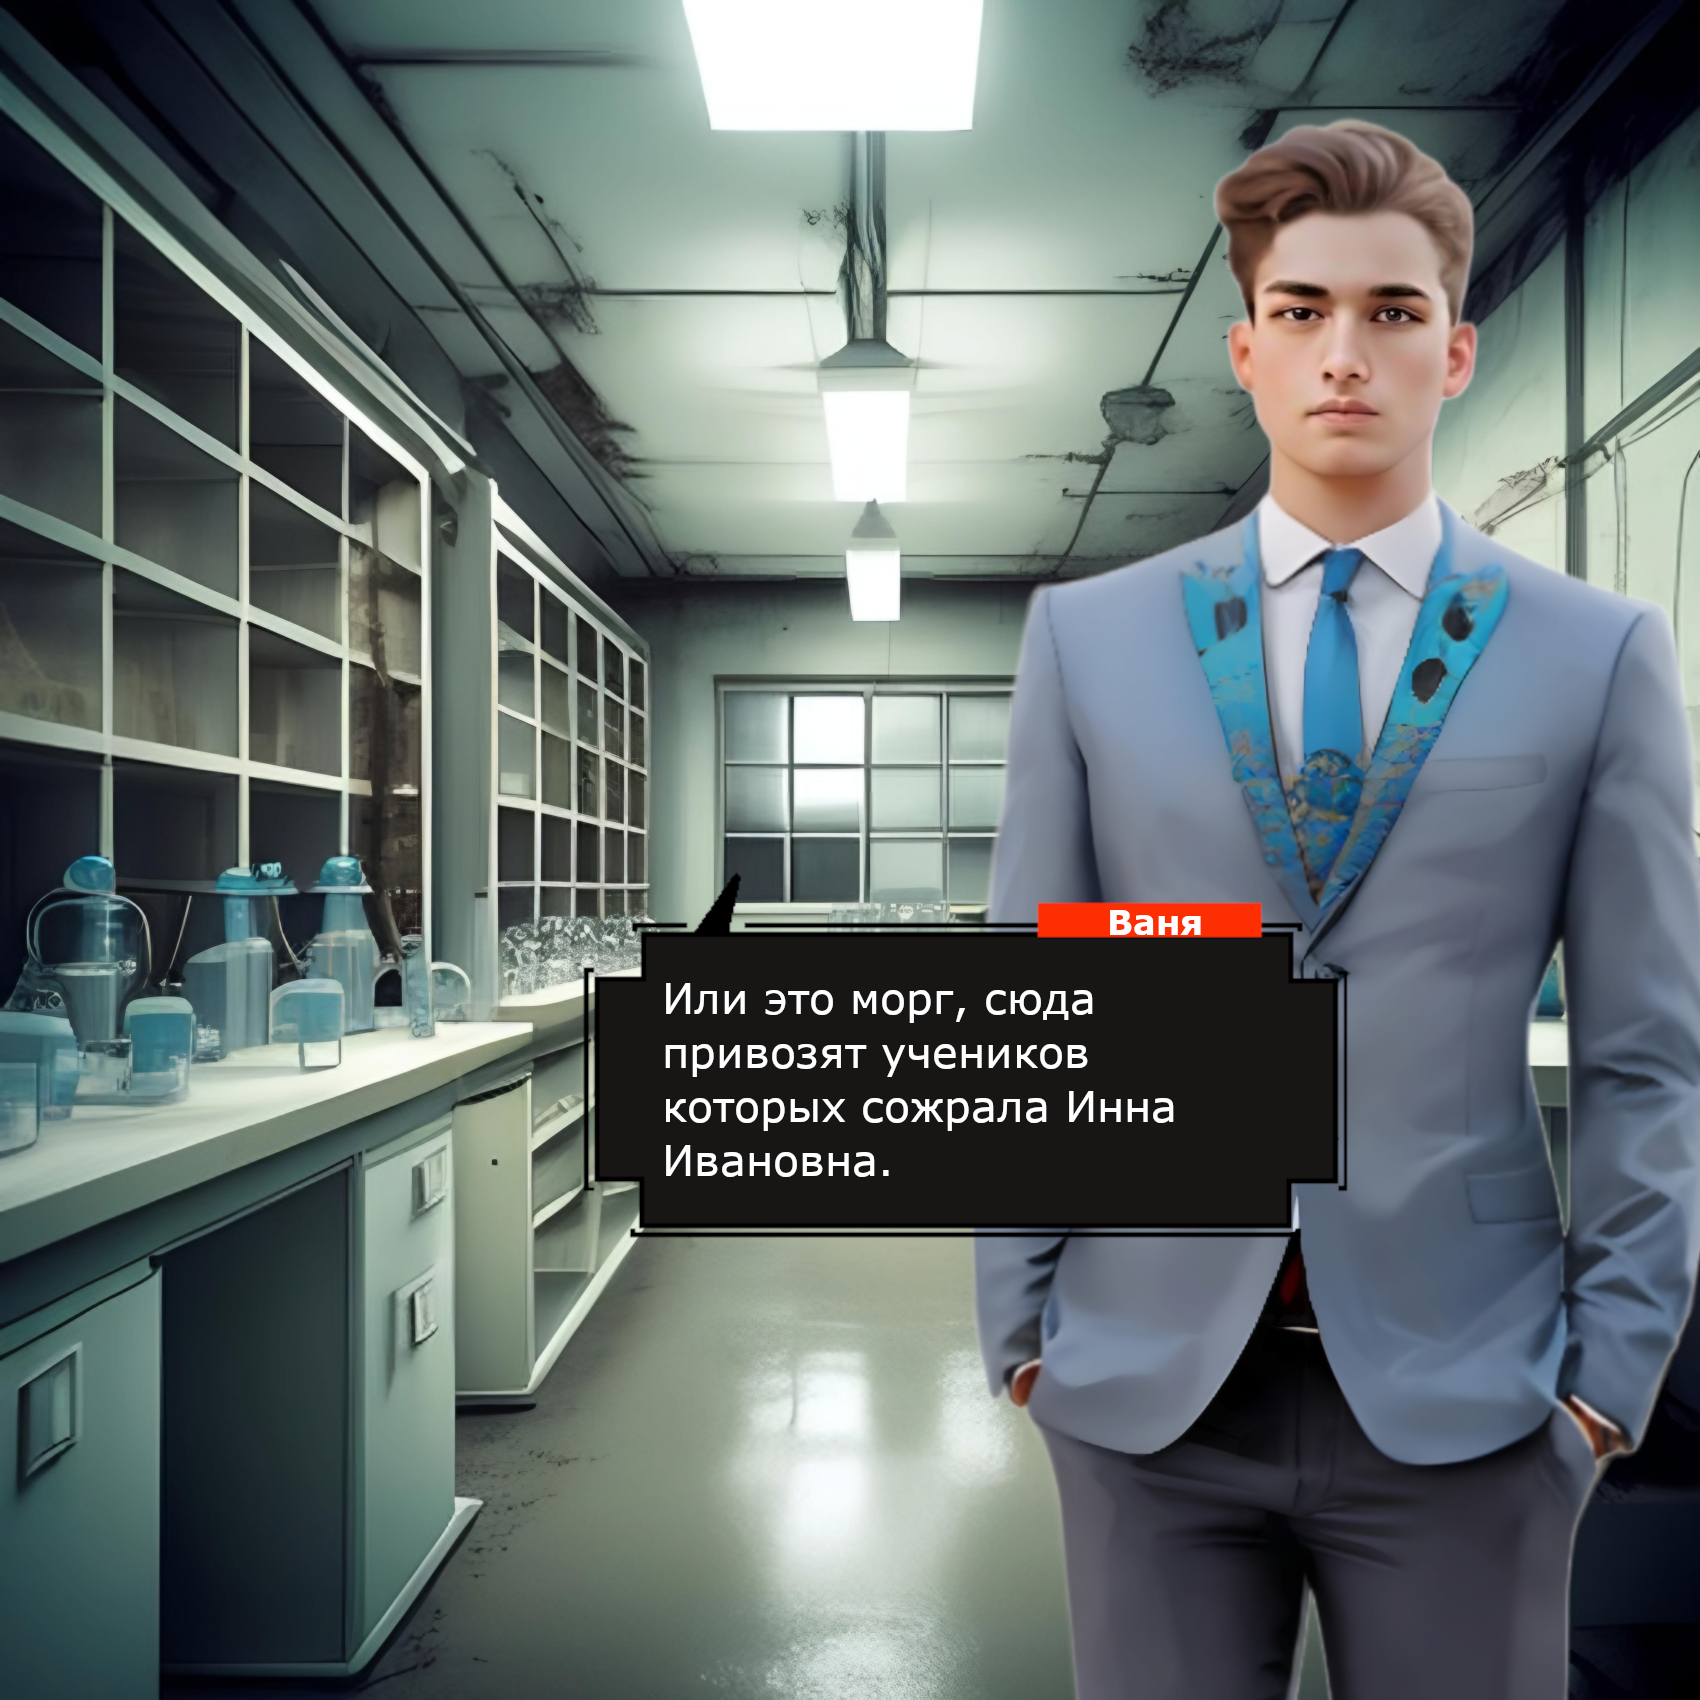 Ваня
Или это морг, сюда
привозят учеников
которых сожрала Инна
Ивановна.